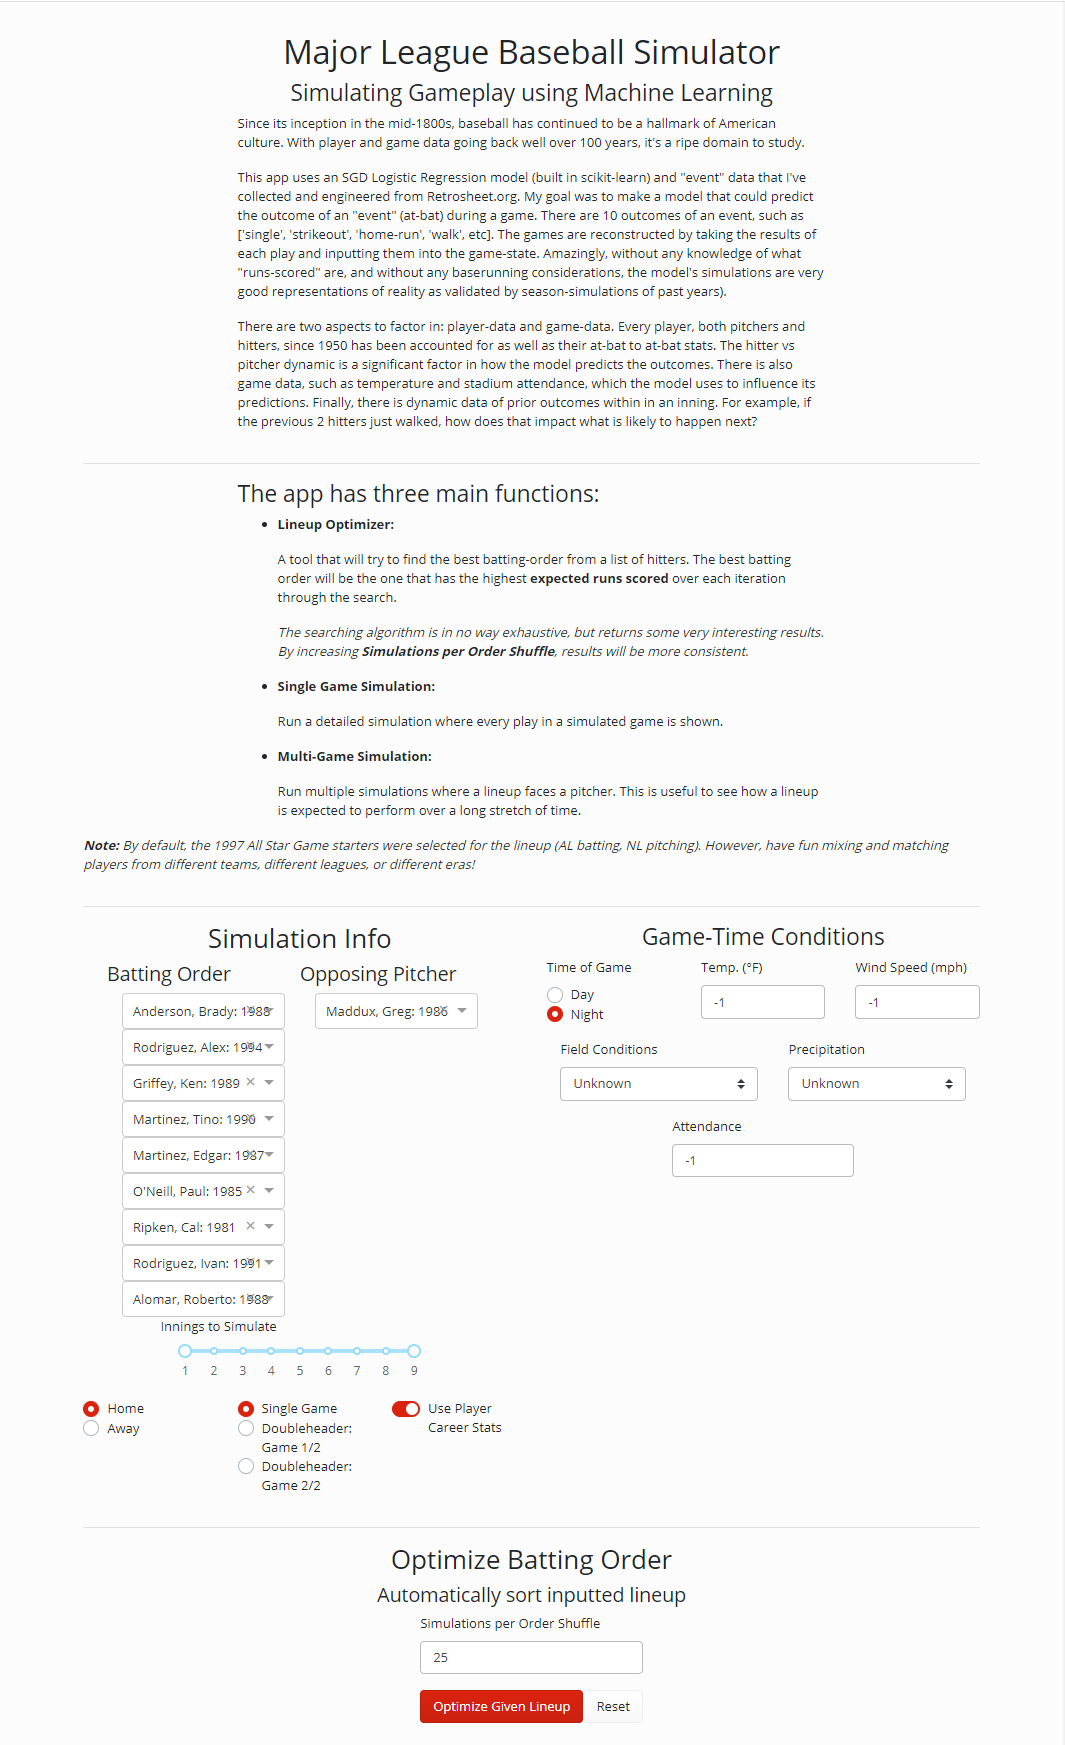 Major League Baseball Simulator
Simulating Gameplay using Machine Learning
Since its inception in the mid-1800s, baseball has continued to be a hallmark of American
culture. With player and game data going back well over 100 years, it's a ripe domain to study.
This app uses an SGD Logistic Regression model (built in scikit-learn) and "event" data that I've
collected and engineered from Retrosheet.org. My goal was to make a model that could predict
the outcome of an "event" (at-bat) during a game. There are 10 outcomes of an event, such as
['single', 'strikeout', 'home-run', 'walk', etc]. The games are reconstructed by taking the results of
each play and inputting them into the game-state. Amazingly, without any knowledge of what
"runs-scored" are, and without any baserunning considerations, the model's simulations are very
good representations of reality as validated by season-simulations of past years).
There are two aspects to factor in: player-data and game-data. Every player, both pitchers and
hitters, since 1950 has been accounted for as well as their at-bat to at-bat stats. The hitter vs
pitcher dynamic is a significant factor in how the model predicts the outcomes. There is also
game data, such as temperature and stadium attendance, which the model uses to influence its
predictions. Finally, there is dynamic data of prior outcomes within in an inning. For example, if
the previous 2 hitters just walked, how does that impact what is likely to happen next?
The app has three main functions:
• Lineup Optimizer:
A tool that will try to find the best batting-order from a list of hitters. The best batting
order will be the one that has the highest expected runs scored over each iteration
through the search.
The searching algorithm is in no way exhaustive, but returns some very interesting results.
By increasing Simulations per Order Shuffle, results will be more consistent.
• Single Game Simulation:
Run a detailed simulation where every play in a simulated game is shown.
• Multi-Game Simulation:
Run multiple simulations where a lineup faces a pitcher. This is useful to see how a lineup
is expected to perform over a long stretch of time.
Note: By default, the 1997 All Star Game starters were selected for the lineup (AL batting, NL pitching). However, have fun mixing and matching
players from different teams, different leagues, or different eras!
Simulation Info
Batting Order
Anderson, Brady: 1988
Rodriguez, Alex: 1994
Griffey, Ken: 1989 ×
Martinez, Tino: 1990
Martinez, Edgar: 1987
O'Neill, Paul: 1985 ×
Ripken, Cal: 1981 ×
Rodriguez, Ivan: 1991
Alomar, Roberto: 1988
Opposing Pitcher
Maddux, Greg: 1986
Innings to Simulate
1 2 3 4 5 6 7 8 9
Home
Away
Single Game
Doubleheader:
Game 1/2
Doubleheader:
Game 2/2
Use Player
Career Stats
Game-Time Conditions
Time of Game
Day
Night
Temp. (°F)
-1
Wind Speed (mph)
-1
Field Conditions
Unknown
Precipitation
Unknown
Attendance
-1
Optimize Batting Order
Automatically sort inputted lineup
Simulations per Order Shuffle
25
Optimize Given Lineup
Reset